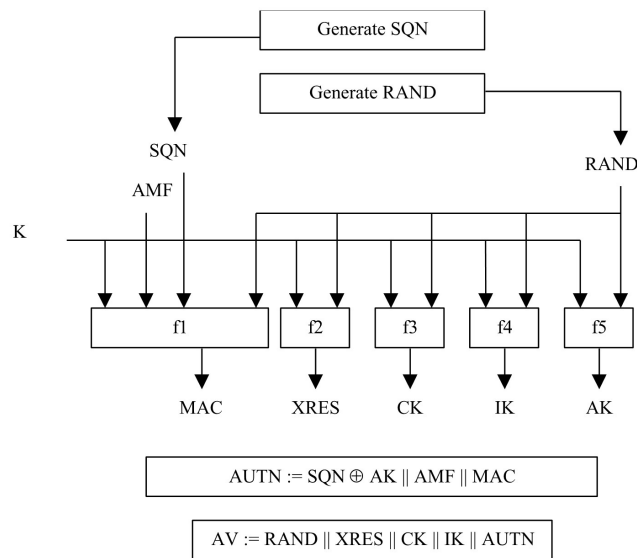 Generate SQN
Generate RAND
SQN
RAND
AMF
K
f1
f2
f3
f4
f5
MAC
XRES
CK
IK
AK
AUTN := SQN ⊕ AK || AMF || MAC
AV := RAND || XRES || CK || IK || AUTN